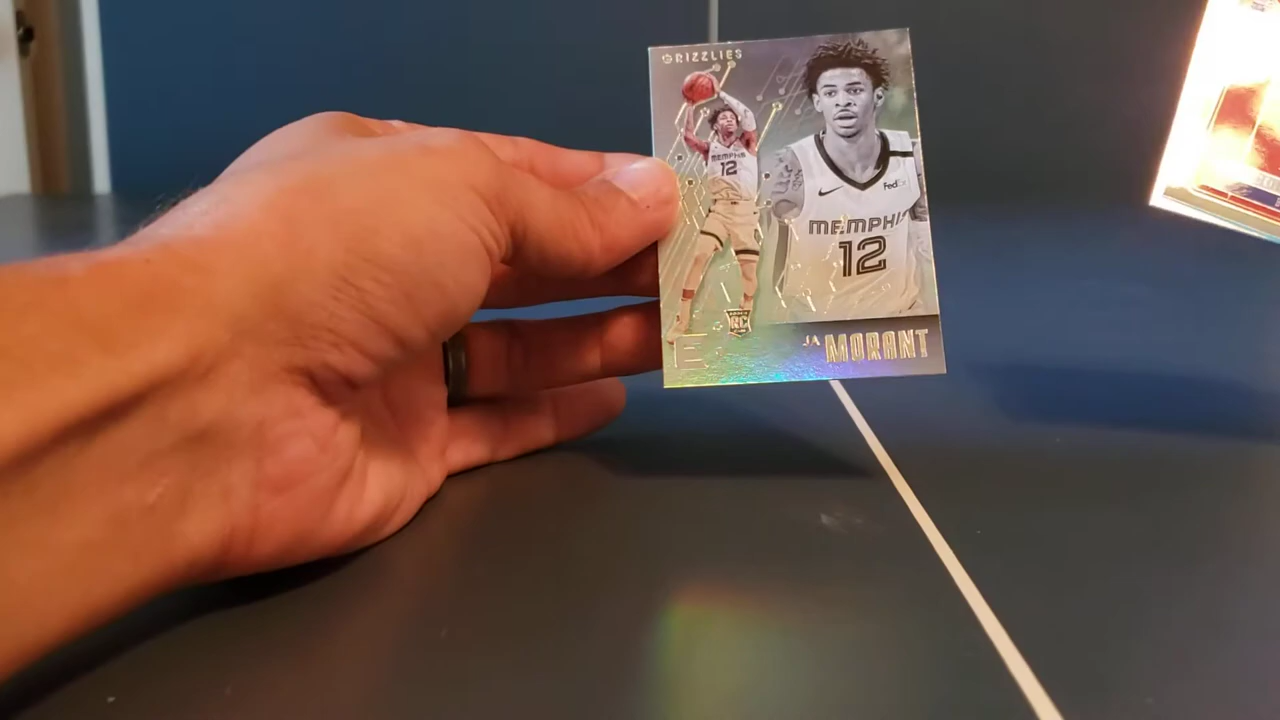 GRIZZLIES
MEMPHIS
12
FedEx
MEMPHIS
12
RC
E
JA
MORANT